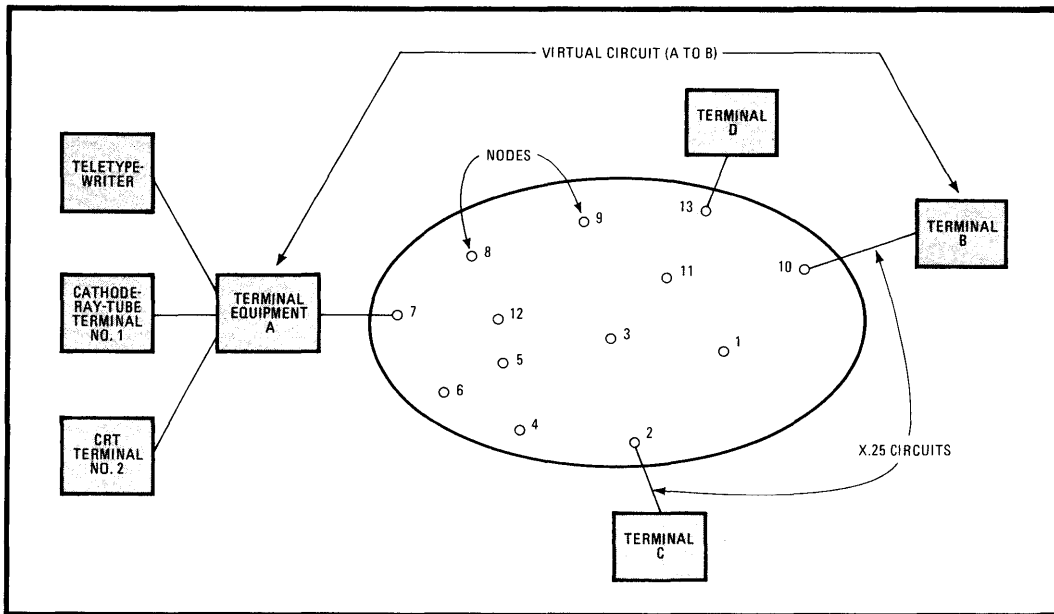 VIRTUAL CIRCUIT (A TO B)
TERMINAL
D
TELETYPE-
WRITER
NODES
13
9
TERMINAL
B
8
10
11
CATHODE-
RAY-TUBE
TERMINAL
NO. 1
TERMINAL
EQUIPMENT
A
7
12
3
1
5
6
4
2
CRT
TERMINAL
NO. 2
X.25 CIRCUITS
TERMINAL
C